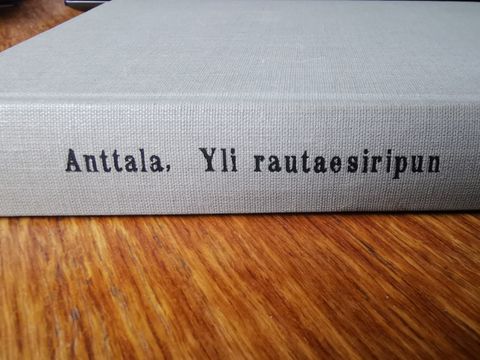 Anttala, Yli rautaesiripun